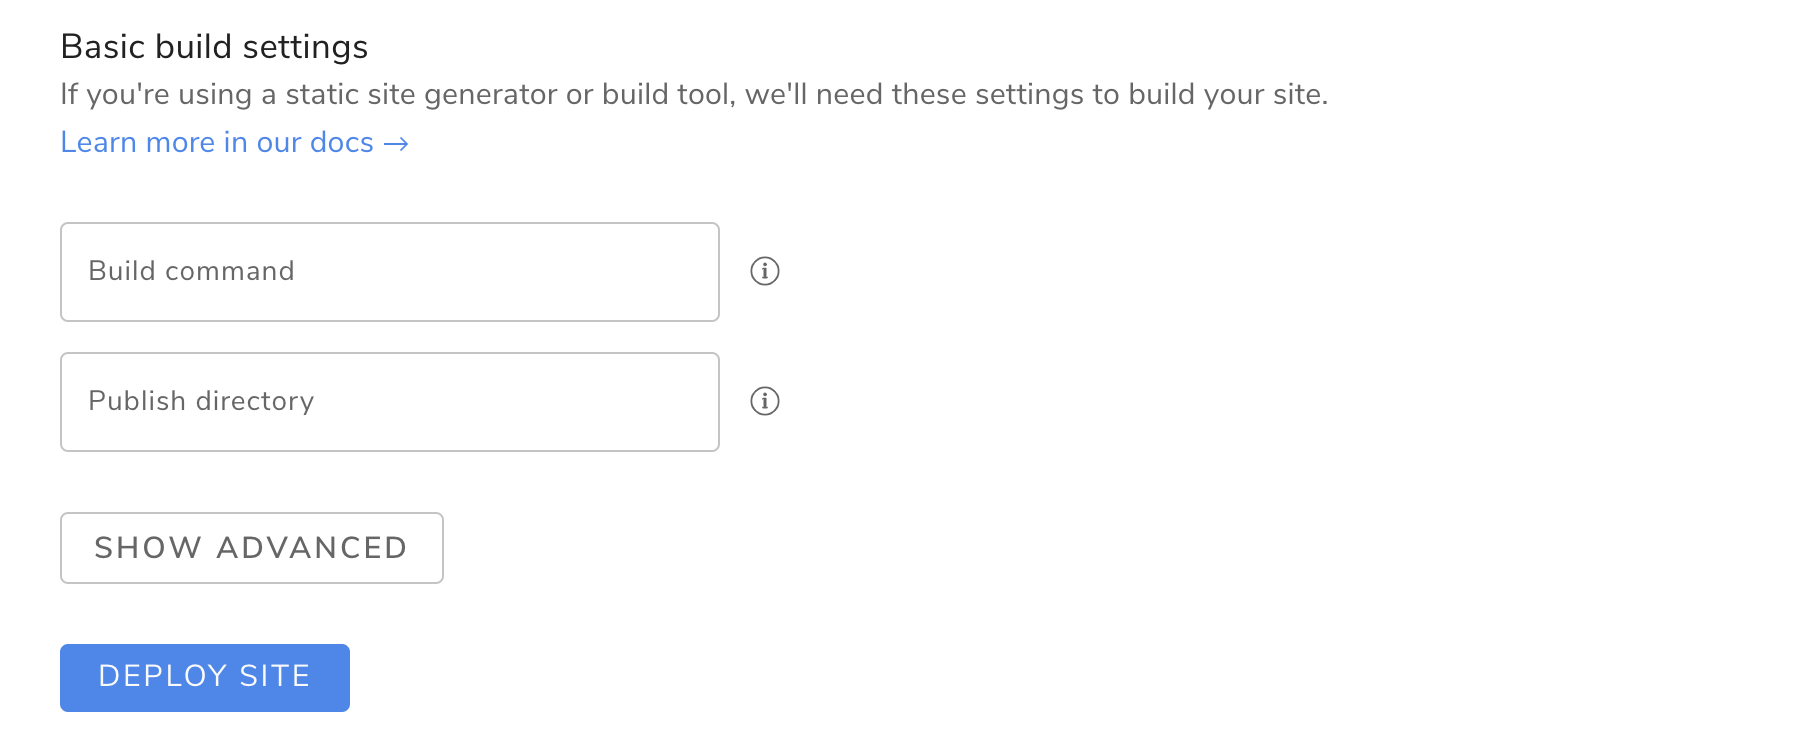 Basic build settings
If you're using a static site generator or build tool, we'll need these settings to build your site.
Learn more in our docs →
Build command
Publish directory
SHOW ADVANCED
DEPLOY SITE